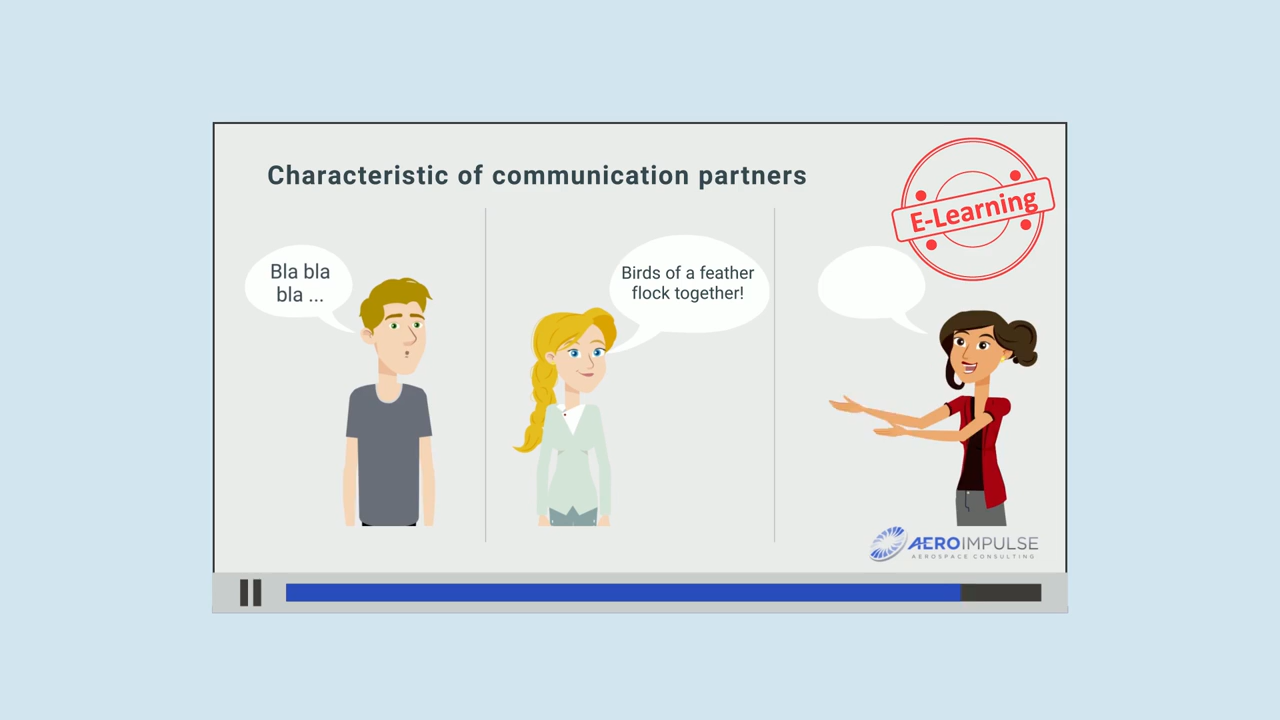 Characteristic of communication partners
E-Learning
Bla bla
bla ...
Birds of a feather
flock together!
AEROIMPULSE
AEROSPACE CONSULTING